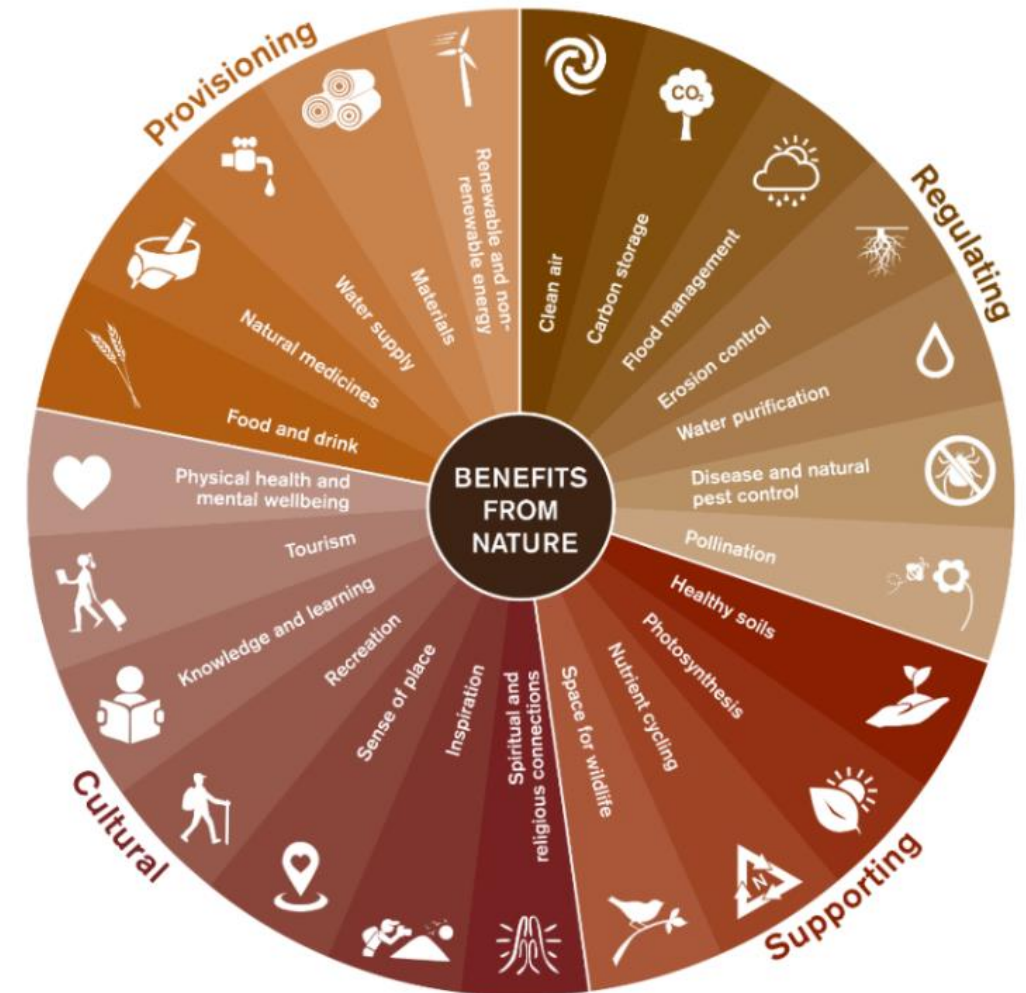 BENEFITS
FROM
NATURE
Provisioning
Food and drink
Natural medicines
Water supply
Materials
Renewable and non-
renewable energy
Regulating
Clean air
CO₂
Carbon storage
Flood management
Erosion control
Water purification
Disease and natural
pest control
Pollination
Supporting
Healthy soils
Photosynthesis
Nutrient cycling
N
Space for wildlife
Cultural
Spiritual and
religious connections
Inspiration
Sense of place
Recreation
Knowledge and learning
Tourism
Physical health and
mental wellbeing